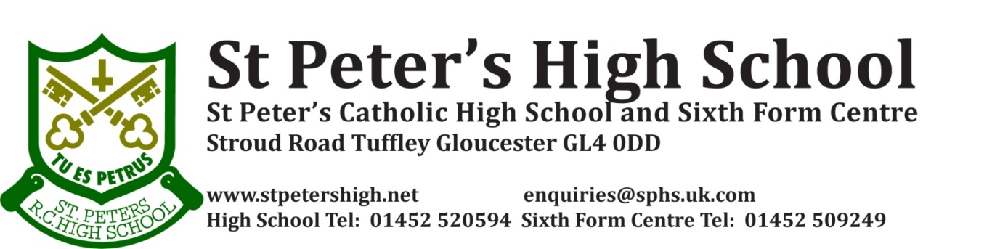 St Peter's High School
St Peter's Catholic High School and Sixth Form Centre
Stroud Road Tuffley Gloucester GL4 0DD
www.stpetershigh.net enquiries@sphs.uk.com
High School Tel: 01452 520594 Sixth Form Centre Tel: 01452 509249
TU ES PETRUS
ST. PETERS
R.C. HIGH SCHOOL